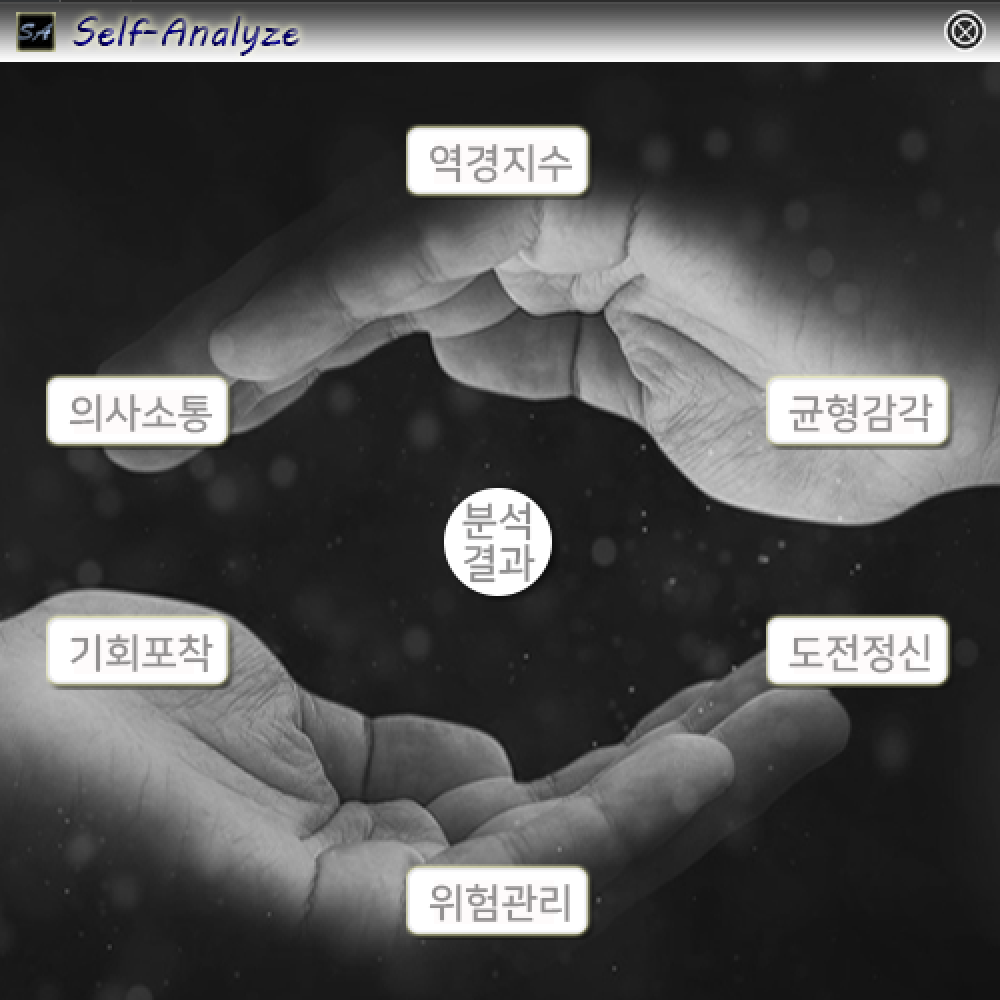 SA Self-Analyze
역경지수
의사소통
균형감각
분석
결과
기회포착
도전정신
위험관리